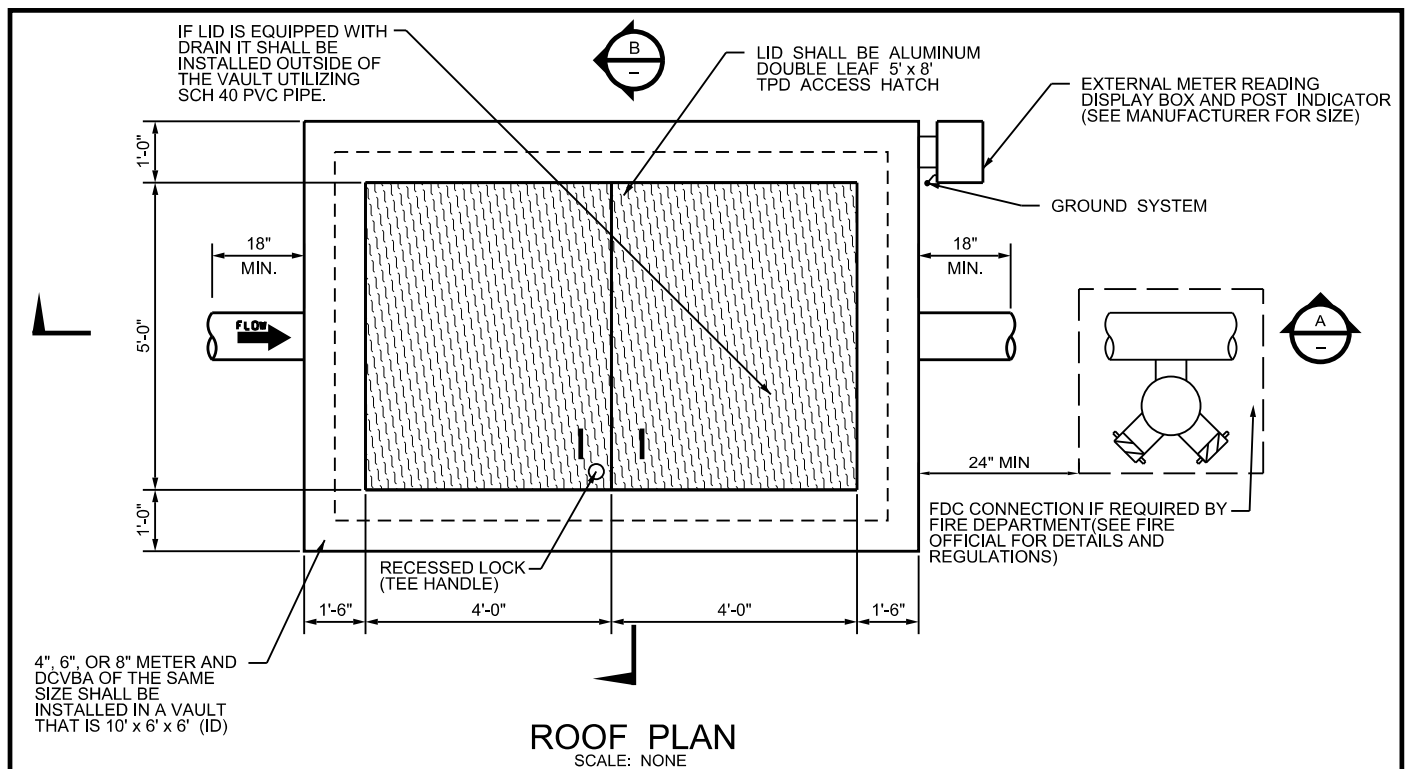 IF LID IS EQUIPPED WITH
DRAIN IT SHALL BE
INSTALLED OUTSIDE OF
THE VAULT UTILIZING
SCH 40 PVC PIPE.
B
–
LID SHALL BE ALUMINUM
DOUBLE LEAF 5' x 8'
TPD ACCESS HATCH
EXTERNAL METER READING
DISPLAY BOX AND POST INDICATOR
(SEE MANUFACTURER FOR SIZE)
1'-0"
GROUND SYSTEM
18"
MIN.
18"
MIN.
5'-0"
FLOW
A
–
24" MIN
1'-0"
FDC CONNECTION IF REQUIRED BY
FIRE DEPARTMENT(SEE FIRE
OFFICIAL FOR DETAILS AND
REGULATIONS)
RECESSED LOCK
(TEE HANDLE)
1'-6"
4'-0"
4'-0"
1'-6"
4", 6", OR 8" METER AND
DCVBA OF THE SAME
SIZE SHALL BE
INSTALLED IN A VAULT
THAT IS 10' x 6' x 6' (ID)
ROOF PLAN
SCALE: NONE